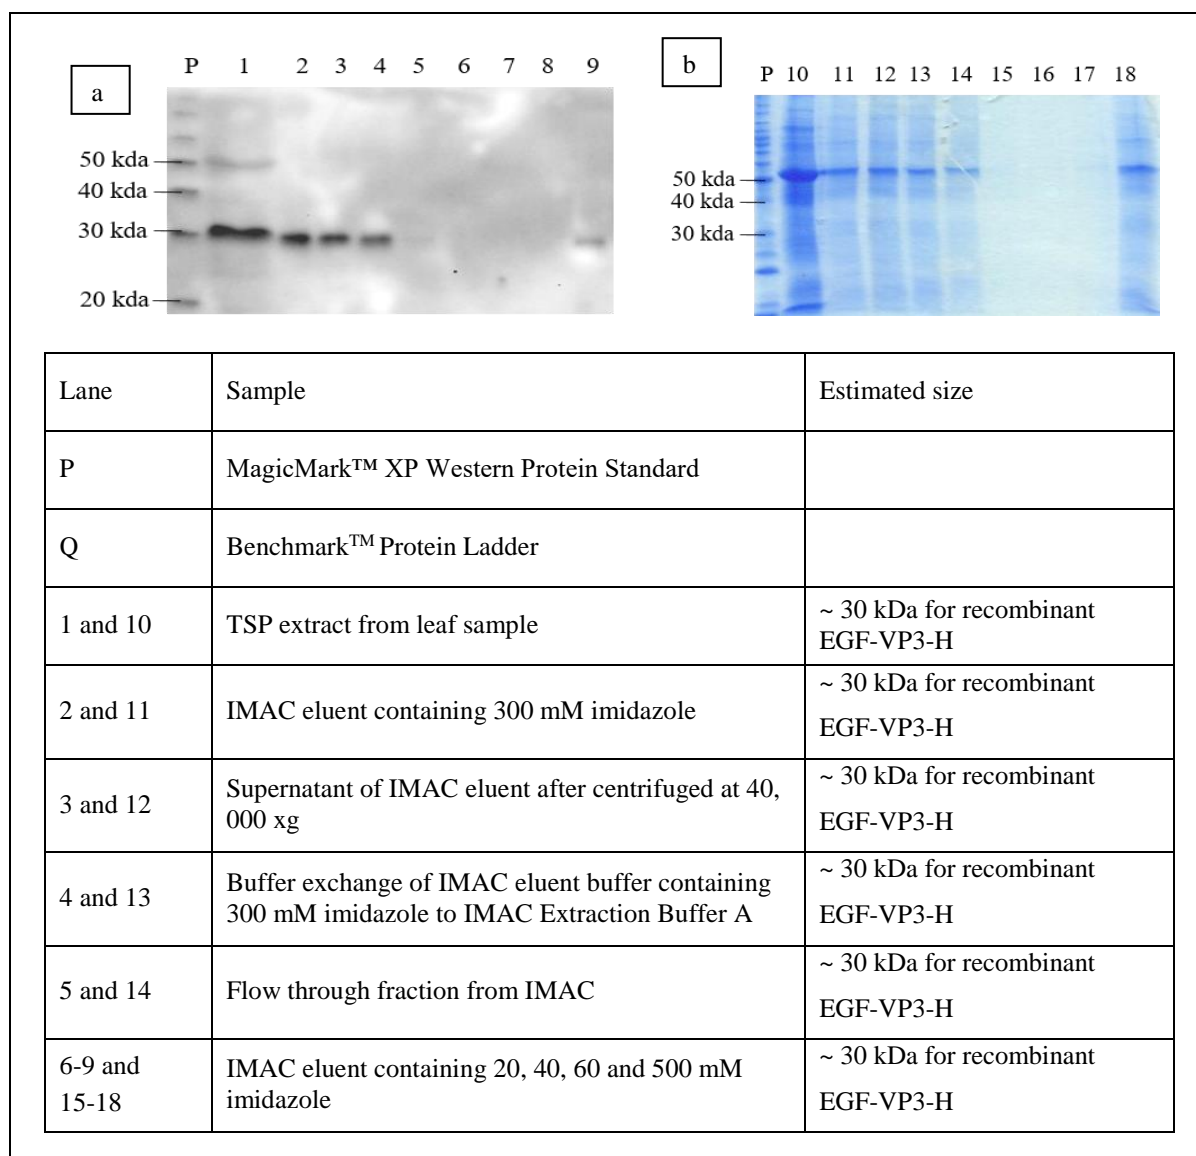 a
P 1 2 3 4 5 6 7 8 9
50 kda
40 kda
30 kda
20 kda
b
P 10 11 12 13 14 15 16 17 18
50 kda
40 kda
30 kda
Lane Sample Estimated size
P MagicMark™ XP Western Protein Standard
Q Benchmark™ Protein Ladder
1 and 10 TSP extract from leaf sample ~ 30 kDa for recombinant
EGF-VP3-H
2 and 11 IMAC eluent containing 300 mM imidazole ~ 30 kDa for recombinant
EGF-VP3-H
3 and 12 Supernatant of IMAC eluent after centrifuged at 40, ~ 30 kDa for recombinant
000 xg EGF-VP3-H
4 and 13 Buffer exchange of IMAC eluent buffer containing ~ 30 kDa for recombinant
300 mM imidazole to IMAC Extraction Buffer A EGF-VP3-H
5 and 14 Flow through fraction from IMAC ~ 30 kDa for recombinant
EGF-VP3-H
6-9 and IMAC eluent containing 20, 40, 60 and 500 mM ~ 30 kDa for recombinant
15-18 imidazole EGF-VP3-H